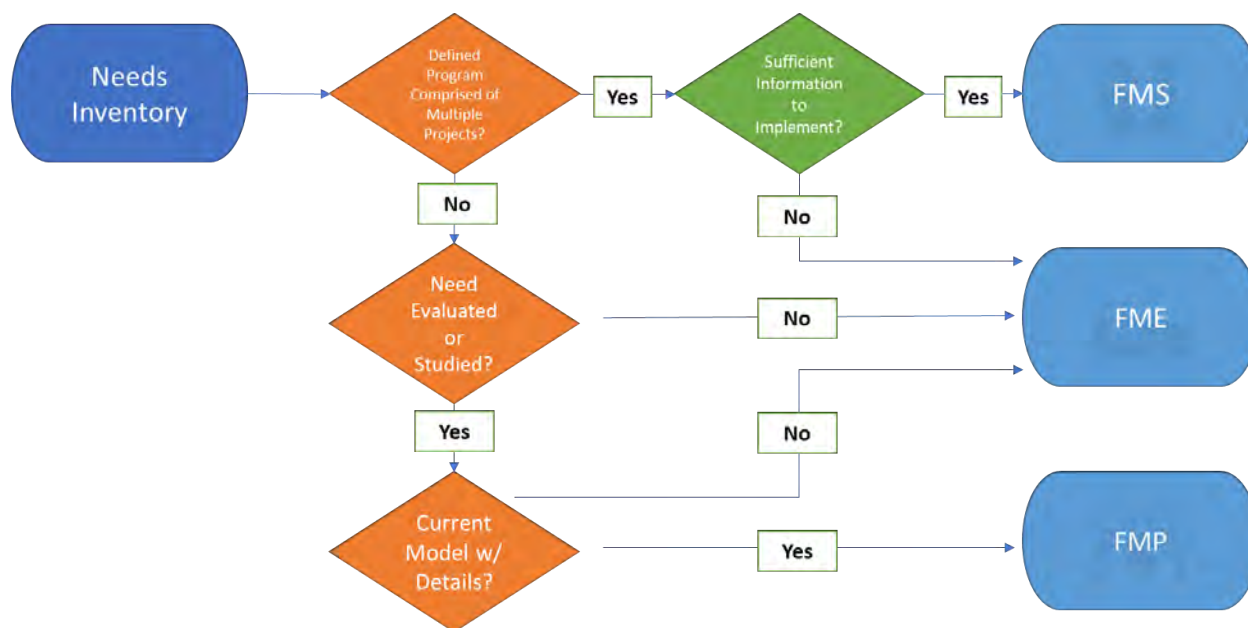 Needs
Inventory
Defined
Program
Comprised of
Multiple
Projects?
Yes
Sufficient
Information
to
Implement?
Yes
FMS
No
No
Need
Evaluated
or
Studied?
No
FME
Yes
No
Current
Model w/
Details?
Yes
FMP